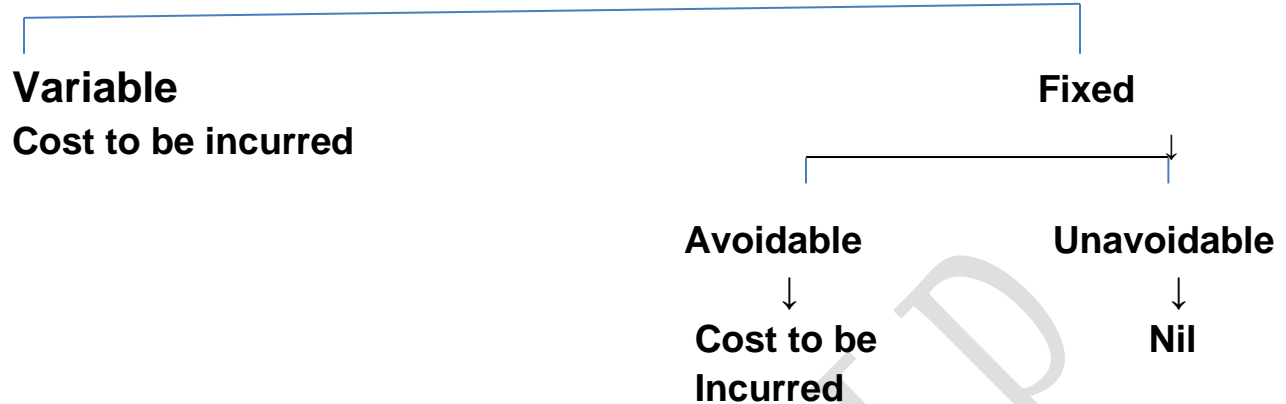 Variable Fixed
Cost to be incurred
↓
Avoidable Unavoidable
↓ ↓
Cost to be Nil
Incurred